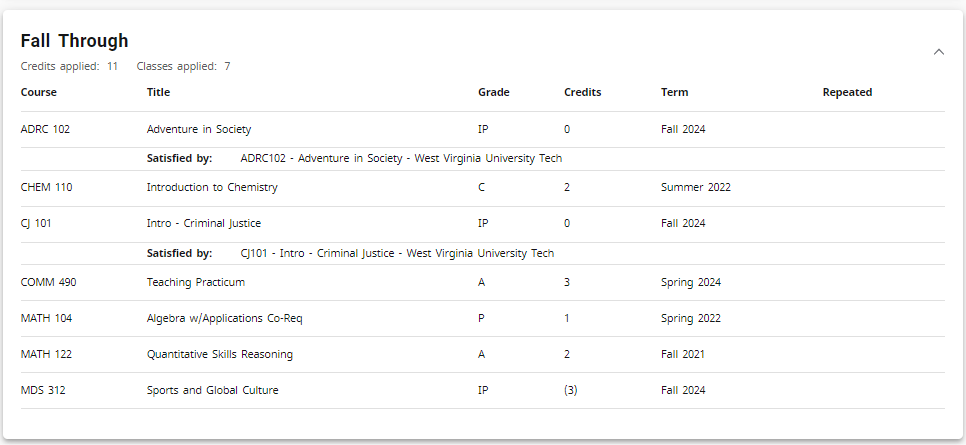 Fall Through
Credits applied: 11 Classes applied: 7
Course Title Grade Credits Term Repeated
ADRC 102 Adventure in Society IP 0 Fall 2024
Satisfied by: ADRC102 - Adventure in Society - West Virginia University Tech
CHEM 110 Introduction to Chemistry C 2 Summer 2022
CJ 101 Intro - Criminal Justice IP 0 Fall 2024
Satisfied by: CJ101 - Intro - Criminal Justice - West Virginia University Tech
COMM 490 Teaching Practicum A 3 Spring 2024
MATH 104 Algebra w/Applications Co-Req P 1 Spring 2022
MATH 122 Quantitative Skills Reasoning A 2 Fall 2021
MDS 312 Sports and Global Culture IP (3) Fall 2024